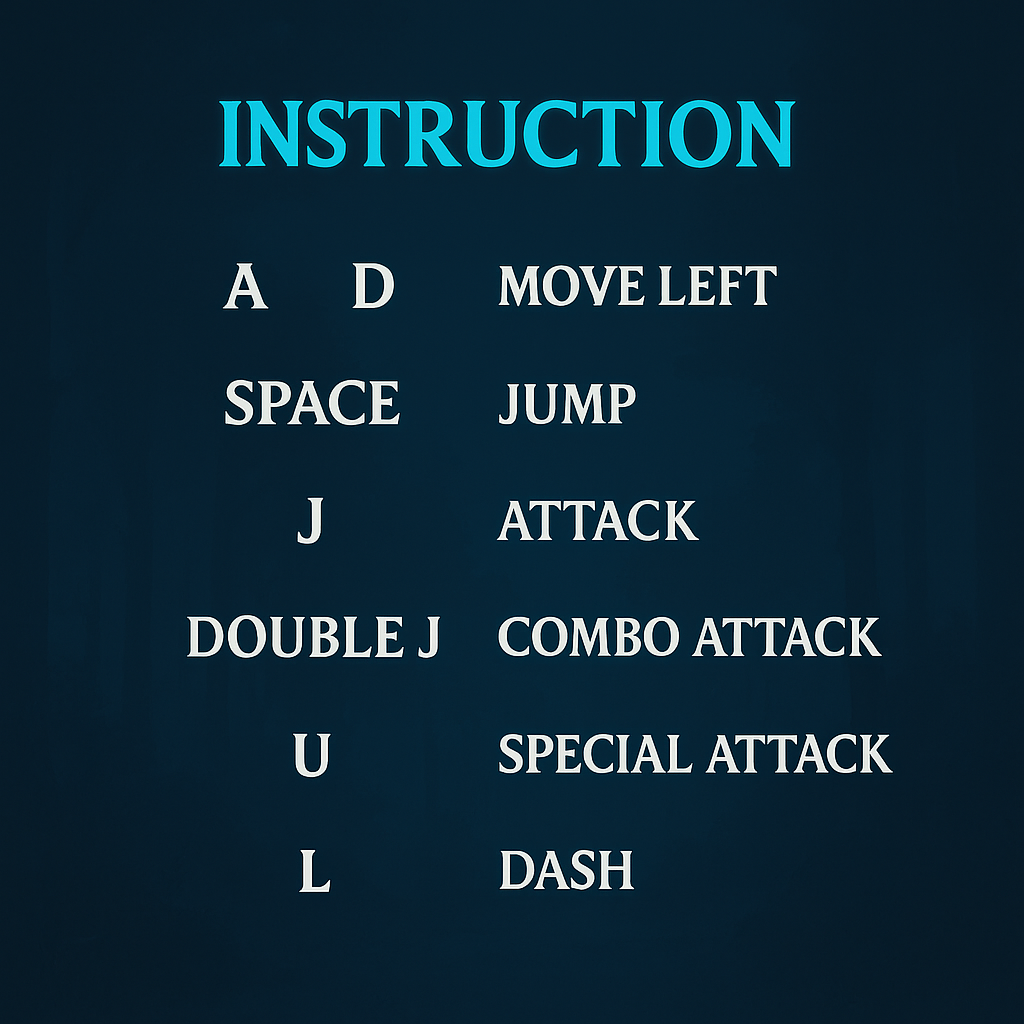 INSTRUCTION
A D MOVE LEFT
SPACE JUMP
J ATTACK
DOUBLE J COMBO ATTACK
U SPECIAL ATTACK
L DASH